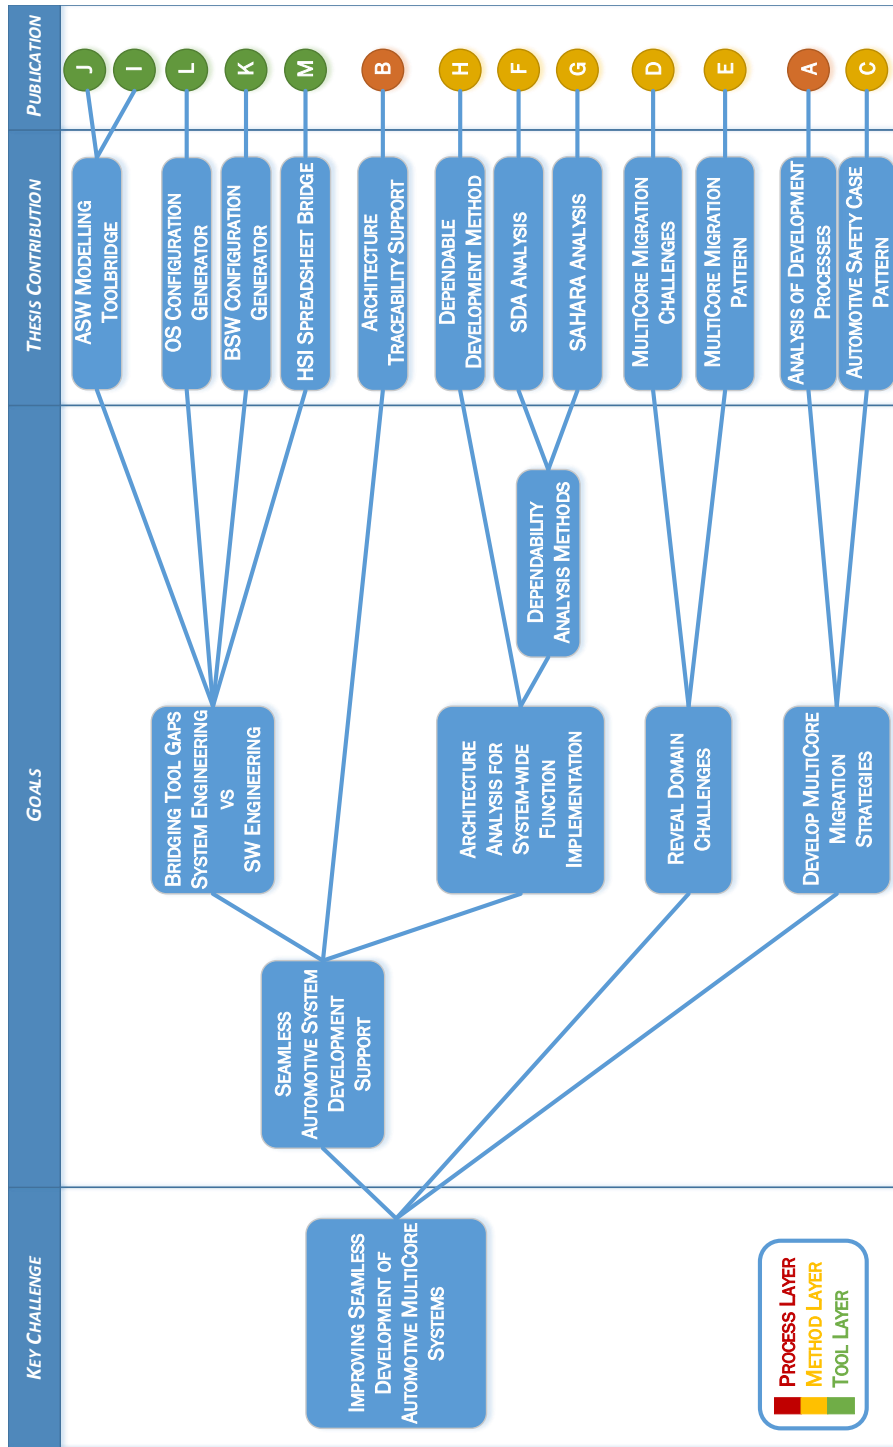 KEY CHALLENGE
GOALS
THESIS CONTRIBUTION
PUBLICATION
IMPROVING SEAMLESS
DEVELOPMENT OF
AUTOMOTIVE MULTICORE
SYSTEMS
SEAMLESS
AUTOMOTIVE SYSTEM
DEVELOPMENT
SUPPORT
BRIDGING TOOL GAPS
SYSTEM ENGINEERING
VS
SW ENGINEERING
ARCHITECTURE
ANALYSIS FOR
SYSTEM-WIDE
FUNCTION
IMPLEMENTATION
REVEAL DOMAIN
CHALLENGES
DEVELOP MULTICORE
MIGRATION
STRATEGIES
DEPENDABILITY
ANALYSIS METHODS
ASW MODELLING
TOOLBRIDGE
OS CONFIGURATION
GENERATOR
BSW CONFIGURATION
GENERATOR
HSI SPREADSHEET BRIDGE
ARCHITECTURE
TRACEABILITY SUPPORT
DEPENDABLE
DEVELOPMENT METHOD
SDA ANALYSIS
SAHARA ANALYSIS
MULTICORE MIGRATION
CHALLENGES
MULTICORE MIGRATION
PATTERN
ANALYSIS OF DEVELOPMENT
PROCESSES
AUTOMOTIVE SAFETY CASE
PATTERN
J
I
L
K
M
B
H
F
G
D
E
A
C
PROCESS LAYER
METHOD LAYER
TOOL LAYER